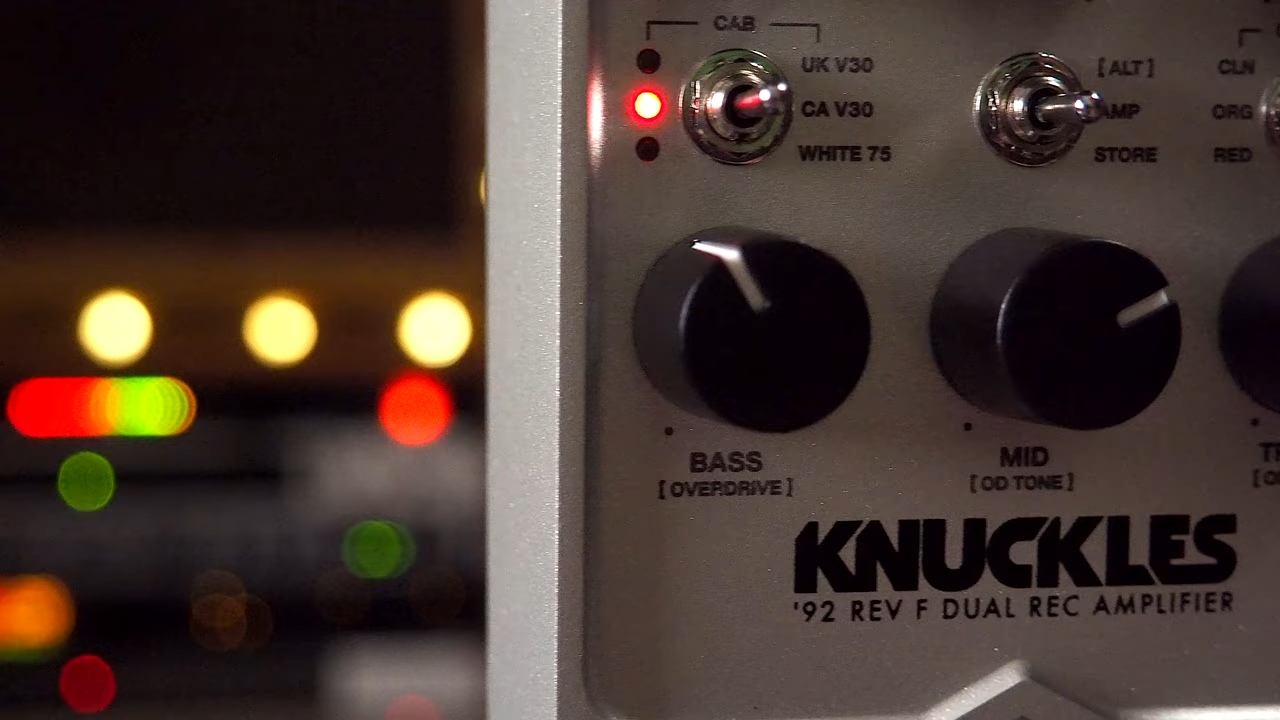 CAB
UK V30
CA V30
WHITE 75
[ALT]
AMP
STORE
CLN
ORG
RED
BASS
[OVERDRIVE]
MID
[OD TONE]
KNUCKLES
'92 REV F DUAL REC AMPLIFIER